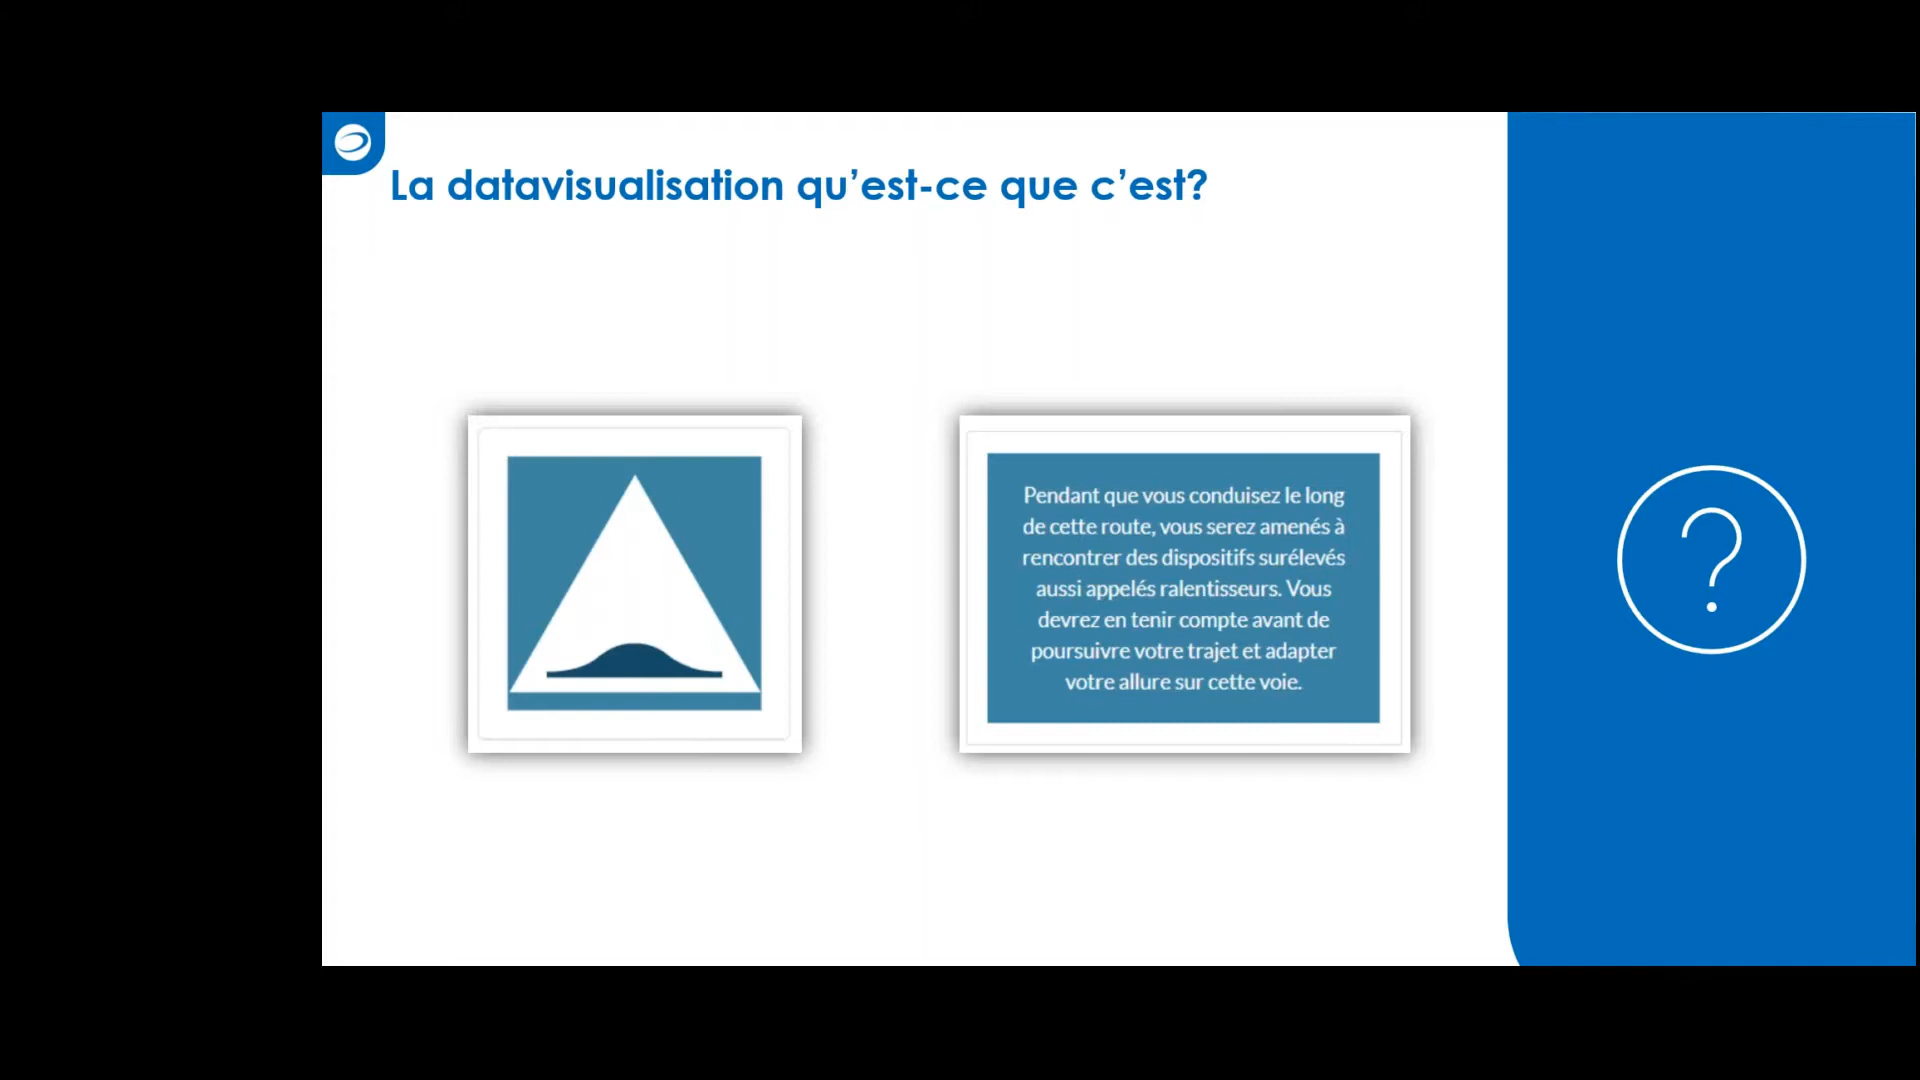 La datavisualisation qu’est-ce que c’est?
Pendant que vous conduisez le long
de cette route, vous serez amenés à
rencontrer des dispositifs surélevés
aussi appelés ralentisseurs. Vous
devrez en tenir compte avant de
poursuivre votre trajet et adapter
votre allure sur cette voie.
?